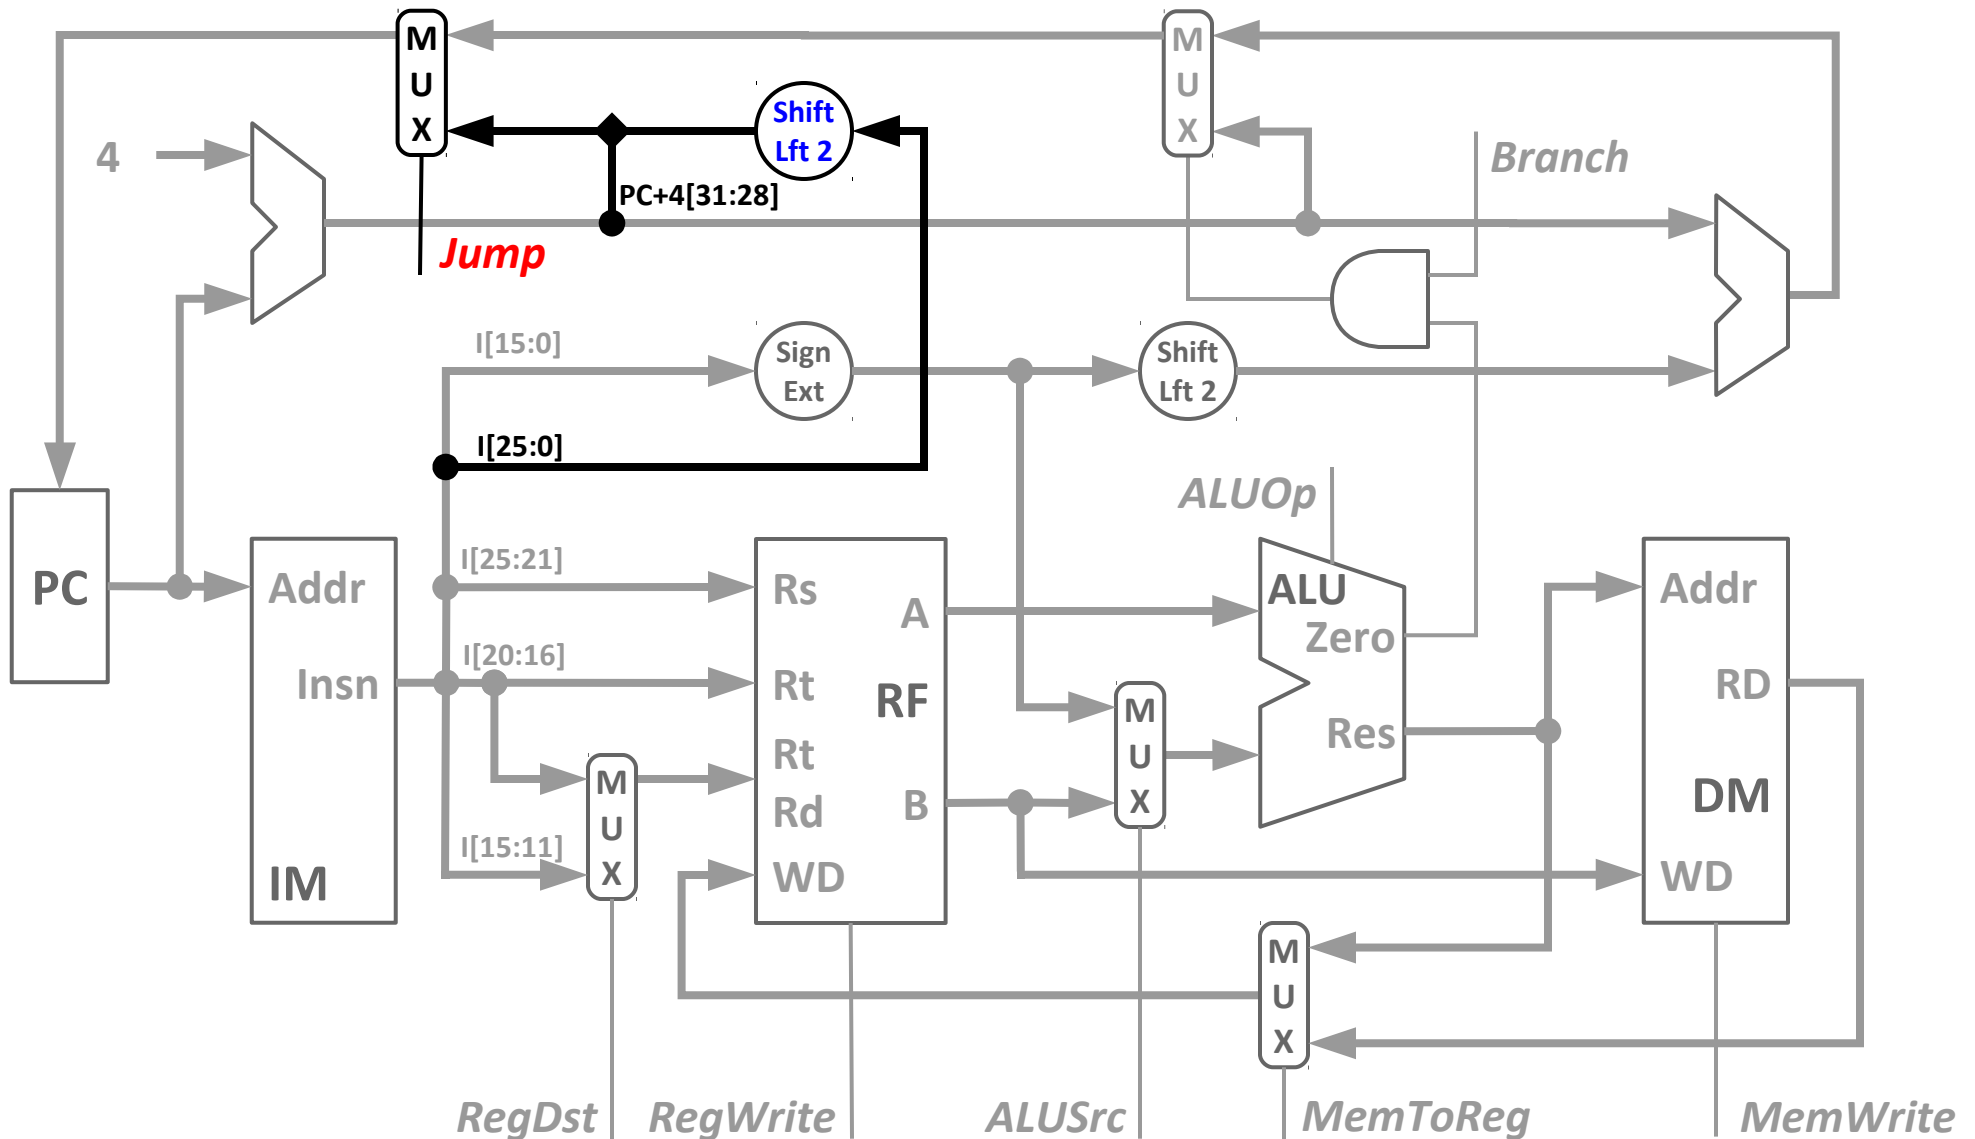 M
U
X
M
U
X
Shift
Lft 2
4
PC+4[31:28]
Branch
Jump
I[15:0]
Sign
Ext
Shift
Lft 2
I[25:0]
ALUOp
PC
Addr
Insn
IM
I[25:21]
I[20:16]
I[15:11]
M
U
X
Rs
Rt
Rt
Rd
WD
A
RF
B
M
U
X
ALU
Zero
Res
Addr
RD
DM
WD
M
U
X
RegDst
RegWrite
ALUSrc
MemToReg
MemWrite